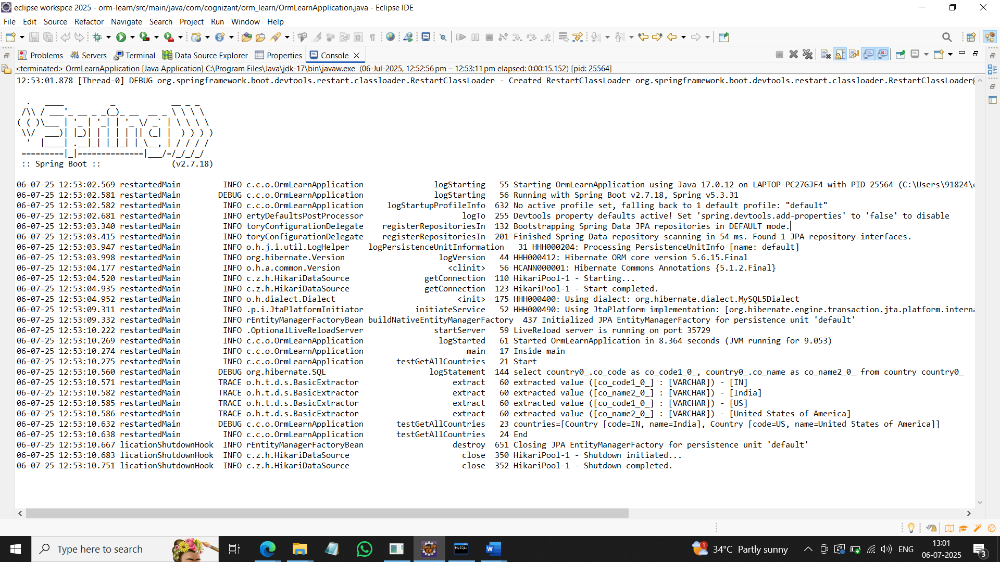 eclipse workspce 2025 - orm-learn/src/main/java/com/cognizant/orm_learn/OrmLearnApplication.java - Eclipse IDE
File Edit Source Refactor Navigate Search Project Run Window Help
Problems Servers Terminal Data Source Explorer Properties Console
<terminated> OrmLearnApplication [Java Application] C:\Program Files\Java\jdk-17\bin\javaw.exe (06-Jul-2025, 12:52:56 pm – 12:53:11 pm elapsed: 0:00:15.152) [pid: 25564]
12:53:01.878 [Thread-0] DEBUG org.springframework.boot.devtools.restart.classloader.RestartClassLoader - Created RestartClassLoader org.springframework.boot.devtools.restart.classloader.RestartClassLoader@
Spring
:: Spring Boot :: (v2.7.18)
06-07-25 12:53:02.569 restartedMain INFO c.c.o.OrmLearnApplication logStarting 55 Starting OrmLearnApplication using Java 17.0.12 on LAPTOP-PC27GJF4 with PID 25564 (C:\Users\91824\e
06-07-25 12:53:02.581 restartedMain DEBUG c.c.o.OrmLearnApplication logStarting 56 Running with Spring Boot v2.7.18, Spring v5.3.31
06-07-25 12:53:02.582 restartedMain INFO c.c.o.OrmLearnApplication logStartupProfileInfo 632 No active profile set, falling back to 1 default profile: "default"
06-07-25 12:53:02.681 restartedMain INFO ertyDefaultsPostProcessor logTo 255 Devtools property defaults active! Set 'spring.devtools.add-properties' to 'false' to disable
06-07-25 12:53:03.340 restartedMain INFO toryConfigurationDelegate registerRepositoriesIn 132 Bootstrapping Spring Data JPA repositories in DEFAULT mode.
06-07-25 12:53:03.415 restartedMain INFO toryConfigurationDelegate registerRepositoriesIn 201 Finished Spring Data repository scanning in 54 ms. Found 1 JPA repository interfaces.
06-07-25 12:53:03.947 restartedMain INFO o.h.j.i.util.LogHelper logPersistenceUnitInformation 31 HHH000204: Processing PersistenceUnitInfo [name: default]
06-07-25 12:53:03.998 restartedMain INFO org.hibernate.Version logVersion 44 HHH000412: Hibernate ORM core version 5.6.15.Final
06-07-25 12:53:04.177 restartedMain INFO o.h.a.common.Version <clinit> 56 HCANN000001: Hibernate Commons Annotations {5.1.2.Final}
06-07-25 12:53:04.520 restartedMain INFO c.z.h.HikariDataSource getConnection 110 HikariPool-1 - Starting...
06-07-25 12:53:04.935 restartedMain INFO c.z.h.HikariDataSource getConnection 123 HikariPool-1 - Start completed.
06-07-25 12:53:04.952 restartedMain INFO o.h.dialect.Dialect <init> 175 HHH000400: Using dialect: org.hibernate.dialect.MySQL5Dialect
06-07-25 12:53:09.311 restartedMain INFO .p.i.JtaPlatformInitiator initiateService 52 HHH000490: Using JtaPlatform implementation: [org.hibernate.engine.transaction.jta.platform.interna
06-07-25 12:53:09.332 restartedMain INFO rEntityManagerFactoryBean buildNativeEntityManagerFactory 437 Initialized JPA EntityManagerFactory for persistence unit 'default'
06-07-25 12:53:10.222 restartedMain INFO .OptionalLiveReloadServer startServer 59 LiveReload server is running on port 35729
06-07-25 12:53:10.269 restartedMain INFO c.c.o.OrmLearnApplication logStarted 61 Started OrmLearnApplication in 8.364 seconds (JVM running for 9.053)
06-07-25 12:53:10.274 restartedMain INFO c.c.o.OrmLearnApplication main 17 Inside main
06-07-25 12:53:10.275 restartedMain INFO c.c.o.OrmLearnApplication testGetAllCountries 21 Start
06-07-25 12:53:10.560 restartedMain DEBUG org.hibernate.SQL logStatement 144 select country0_.co_code as co_code1_0_, country0_.co_name as co_name2_0_ from country country0_
06-07-25 12:53:10.571 restartedMain TRACE o.h.t.d.s.BasicExtractor extract 60 extracted value ([co_code1_0_] : [VARCHAR]) - [IN]
06-07-25 12:53:10.582 restartedMain TRACE o.h.t.d.s.BasicExtractor extract 60 extracted value ([co_name2_0_] : [VARCHAR]) - [India]
06-07-25 12:53:10.585 restartedMain TRACE o.h.t.d.s.BasicExtractor extract 60 extracted value ([co_code1_0_] : [VARCHAR]) - [US]
06-07-25 12:53:10.586 restartedMain TRACE o.h.t.d.s.BasicExtractor extract 60 extracted value ([co_name2_0_] : [VARCHAR]) - [United States of America]
06-07-25 12:53:10.632 restartedMain DEBUG c.c.o.OrmLearnApplication testGetAllCountries 23 countries=[Country [code=IN, name=India], Country [code=US, name=United States of America]]
06-07-25 12:53:10.638 restartedMain INFO c.c.o.OrmLearnApplication testGetAllCountries 24 End
06-07-25 12:53:10.667 licationShutdownHook INFO rEntityManagerFactoryBean destroy 651 Closing JPA EntityManagerFactory for persistence unit 'default'
06-07-25 12:53:10.683 licationShutdownHook INFO c.z.h.HikariDataSource close 350 HikariPool-1 - Shutdown initiated...
06-07-25 12:53:10.751 licationShutdownHook INFO c.z.h.HikariDataSource close 352 HikariPool-1 - Shutdown completed.
Type here to search
34°C Partly sunny
ENG
13:01
06-07-2025
3